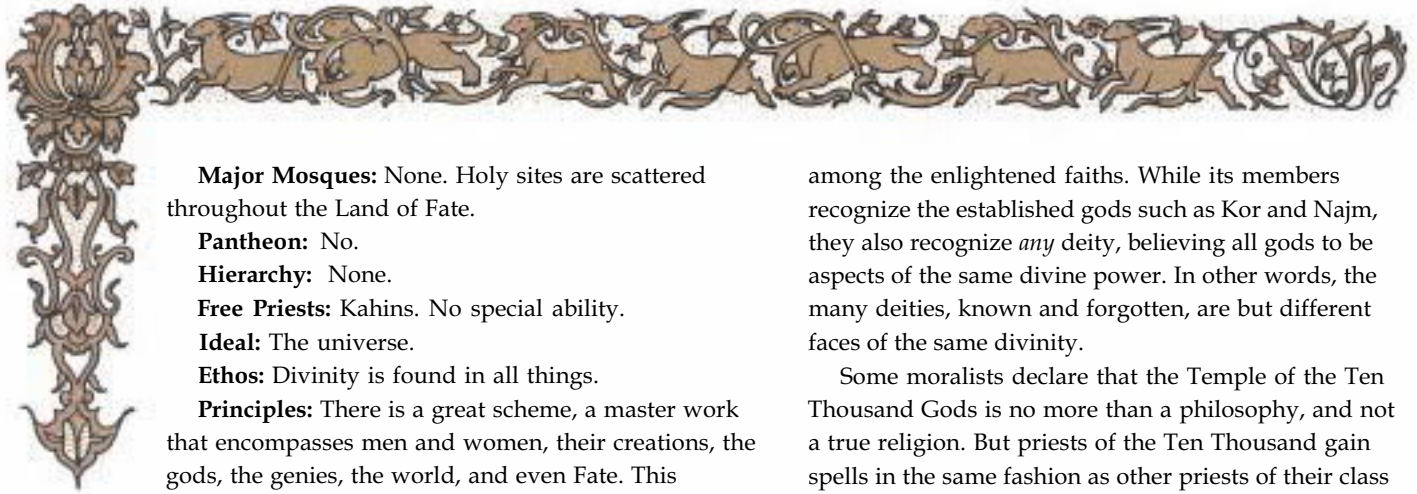 Major Mosques: None. Holy sites are scattered
throughout the Land of Fate.
Pantheon: No.
Hierarchy: None.
Free Priests: Kahins. No special ability.
Ideal: The universe.
Ethos: Divinity is found in all things.
Principles: There is a great scheme, a master work
that encompasses men and women, their creations, the
gods, the genies, the world, and even Fate. This
among the enlightened faiths. While its members
recognize the established gods such as Kor and Najm,
they also recognize any deity, believing all gods to be
aspects of the same divine power. In other words, the
many deities, known and forgotten, are but different
faces of the same divinity.
Some moralists declare that the Temple of the Ten
Thousand Gods is no more than a philosophy, and not
a true religion. But priests of the Ten Thousand gain
spells in the same fashion as other priests of their class